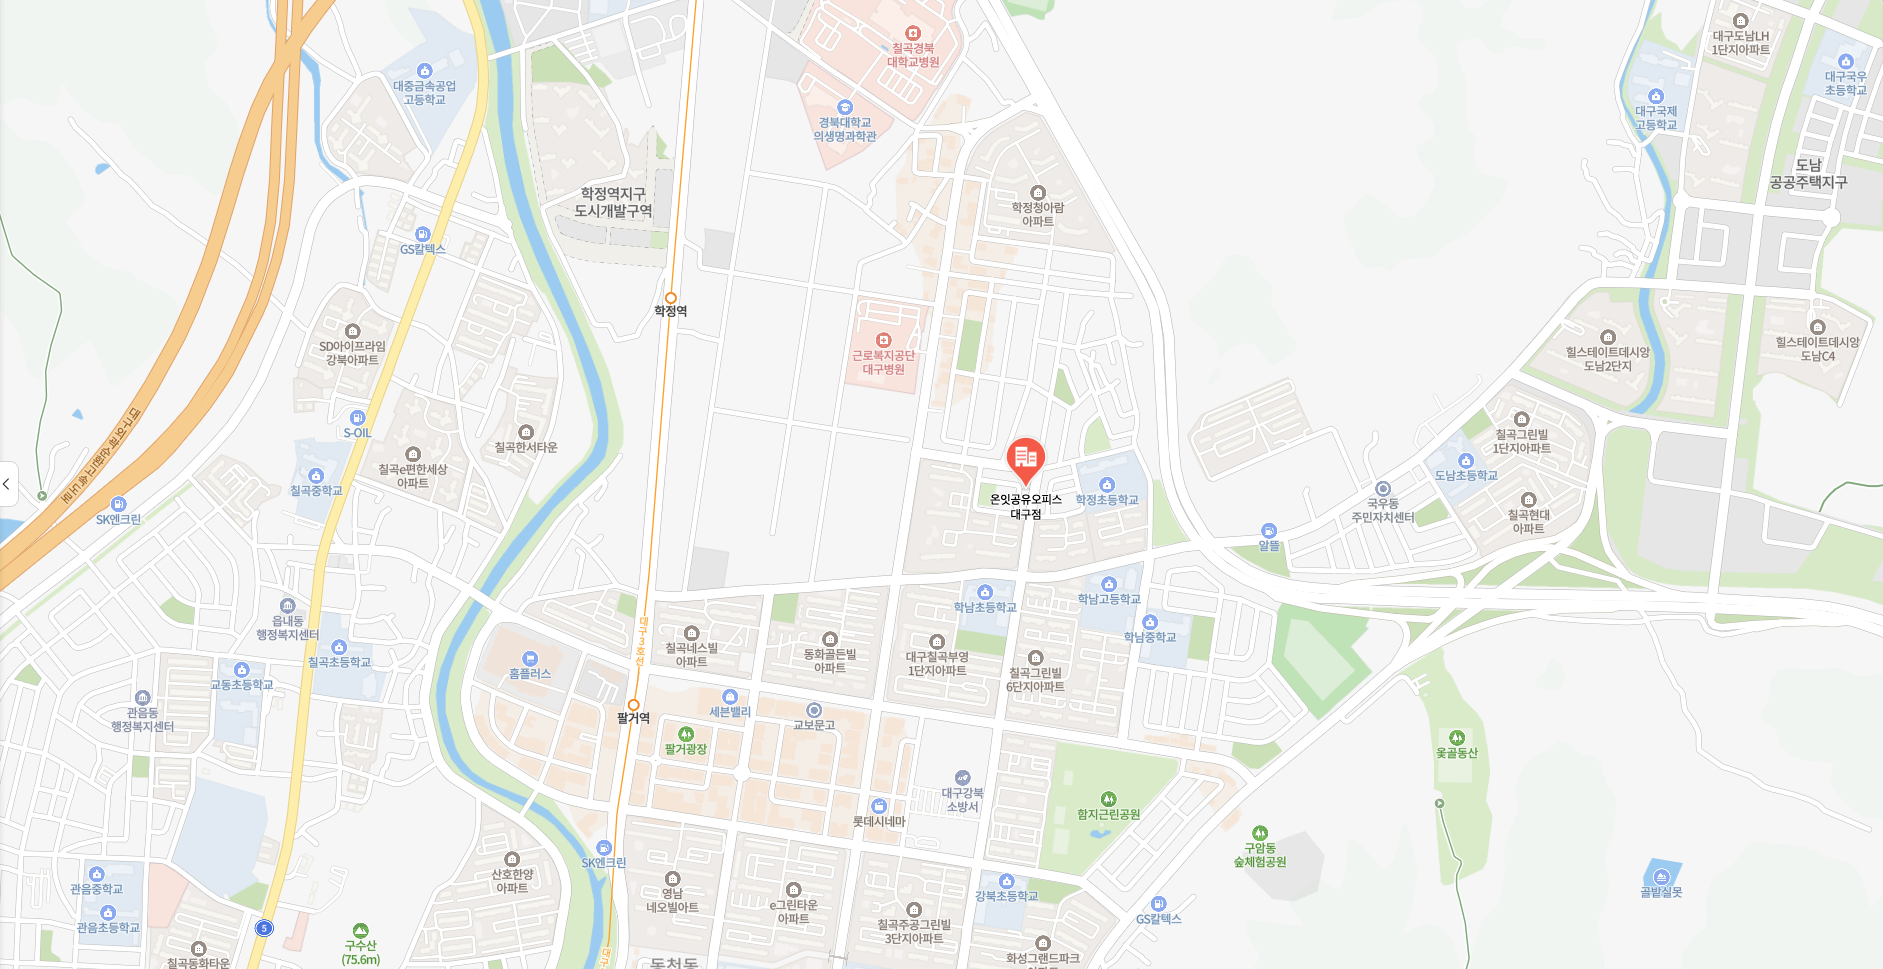 칠곡경북
대학교병원
대구도남LH
1단지아파트
대중금속공업
고등학교
대구국우
초등학교
경북대학교
의생명과학관
대구국제
고등학교
도남
공공주택지구
학정역지구
도시개발구역
학정청아람
아파트
GS칼텍스
학정역
SD아이프라임
강북아파트
근로복지공단
대구병원
힐스테이트데시앙
도남2단지
힐스테이트데시앙
도남C4
대구외곽순환고속도로
S-OIL
칠곡한서타운
칠곡e편한세상
아파트
칠곡그린빌
1단지아파트
도남초등학교
칠곡중학교
온잇공유오피스
대구점
학정초등학교
국우동
주민자치센터
칠곡현대
아파트
SK엔크린
알뜰
학남초등학교
학남고등학교
읍내동
행정복지센터
대구3호선
칠곡네스빌
아파트
동화골든빌
아파트
대구칠곡부영
1단지아파트
학남중학교
칠곡초등학교
칠곡그린빌
6단지아파트
홈플러스
교동초등학교
관음동
행정복지센터
팔거역
세븐밸리
교보문고
팔거광장
옻골동산
대구강북
소방서
함지근린공원
롯데시네마
구암동
숲체험공원
SK엔크린
산호한양
아파트
관음중학교
영남
네오빌아트
e그린타운
아파트
강북초등학교
골밭실못
칠곡주공그린빌
3단지아파트
GS칼텍스
관음초등학교
5
구수산
(75.6m)
칠곡동화타운
화성그랜드파크
동천동
대구